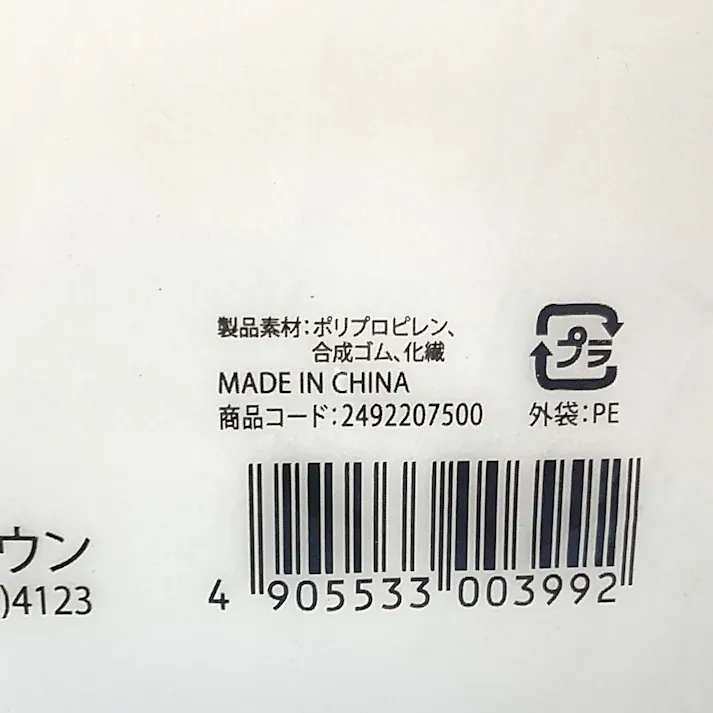 製品素材:ポリプロピレン、
合成ゴム、化繊
MADE IN CHINA
商品コード:2492207500
プラ
外袋:PE
ウン
)4123
4 905533 003992